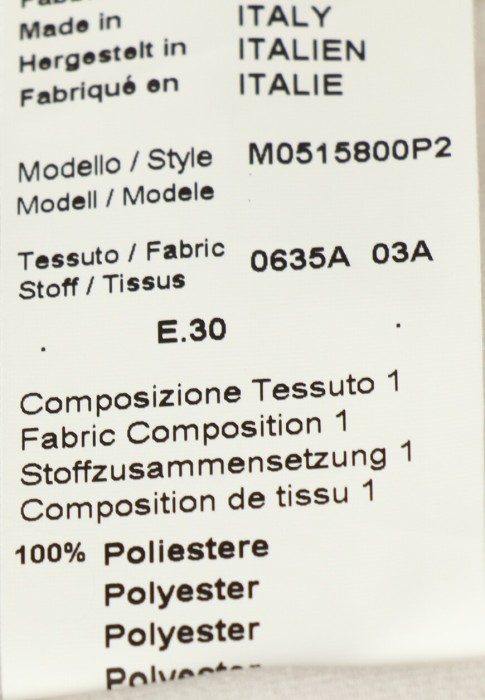 Made in ITALY
Hergestelt in ITALIEN
Fabriqué en ITALIE
Modello / Style M0515800P2
Modell / Modele
Tessuto / Fabric 0635A 03A
Stoff / Tissus
E.30
Composizione Tessuto 1
Fabric Composition 1
Stoffzusammensetzung 1
Composition de tissu 1
100% Poliestere
Polyester
Polyester